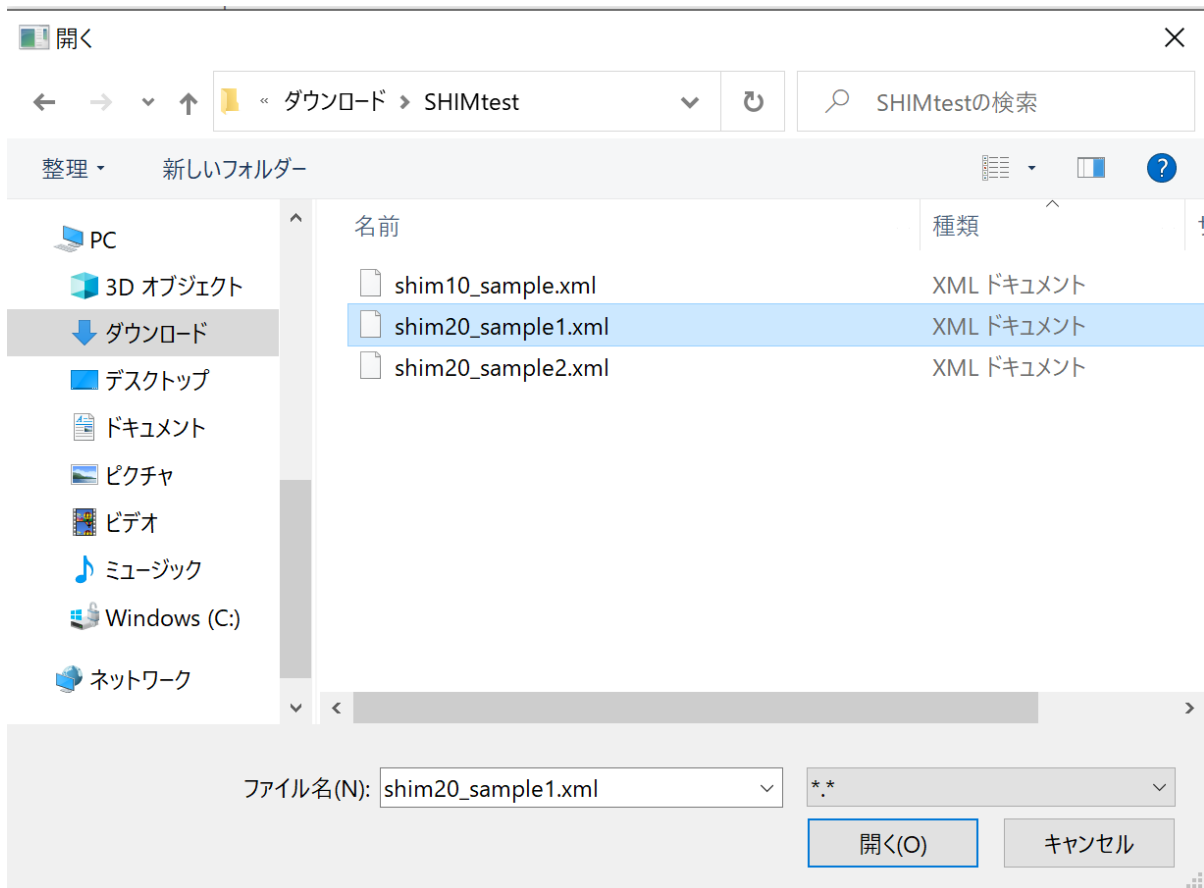 開く
« ダウンロード > SHIMtest
SHIMtestの検索
整理
新しいフォルダー
?
名前
種類
PC
3D オブジェクト
ダウンロード
デスクトップ
ドキュメント
ピクチャ
ビデオ
ミュージック
Windows (C:)
ネットワーク
shim10_sample.xml XML ドキュメント
shim20_sample1.xml XML ドキュメント
shim20_sample2.xml XML ドキュメント
ファイル名(N): shim20_sample1.xml
*.*
開く(O)
キャンセル